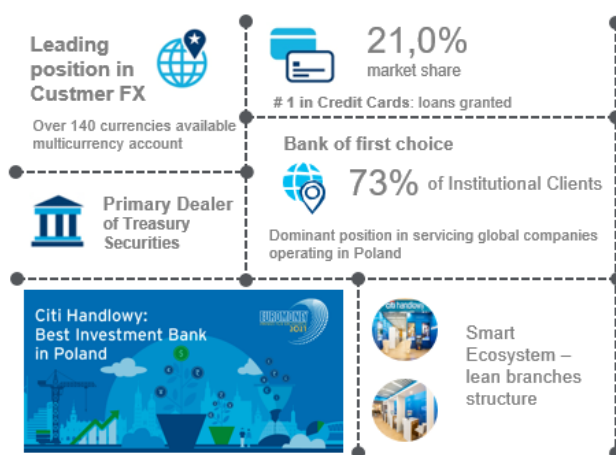 Leading
position in
Custmer FX
Over 140 currencies available
multicurrency account
21,0%
market share
# 1 in Credit Cards: loans granted
Bank of first choice
73% of Institutional Clients
Dominant position in servicing global companies
operating in Poland
Primary Dealer
of Treasury
Securities
Citi Handlowy:
Best Investment Bank
in Poland
EUROMONEY
2021
Smart
Ecosystem –
lean branches
structure
citi handlowy